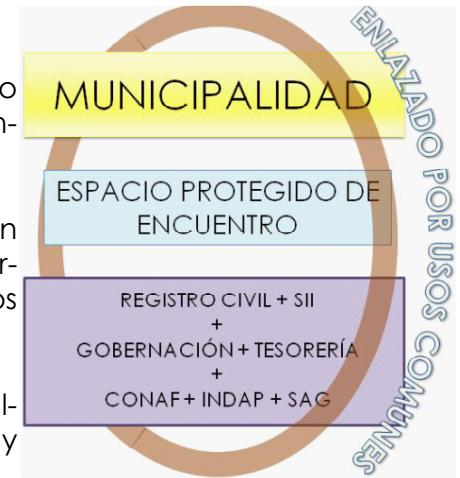 MUNICIPALIDAD
ESPACIO PROTEGIDO DE
ENCUENTRO
REGISTRO CIVIL + SII
+
GOBERNACIÓN + TESORERÍA
+
CONAF + INDAP + SAG
ENLAZADO POR USOS COMUNES